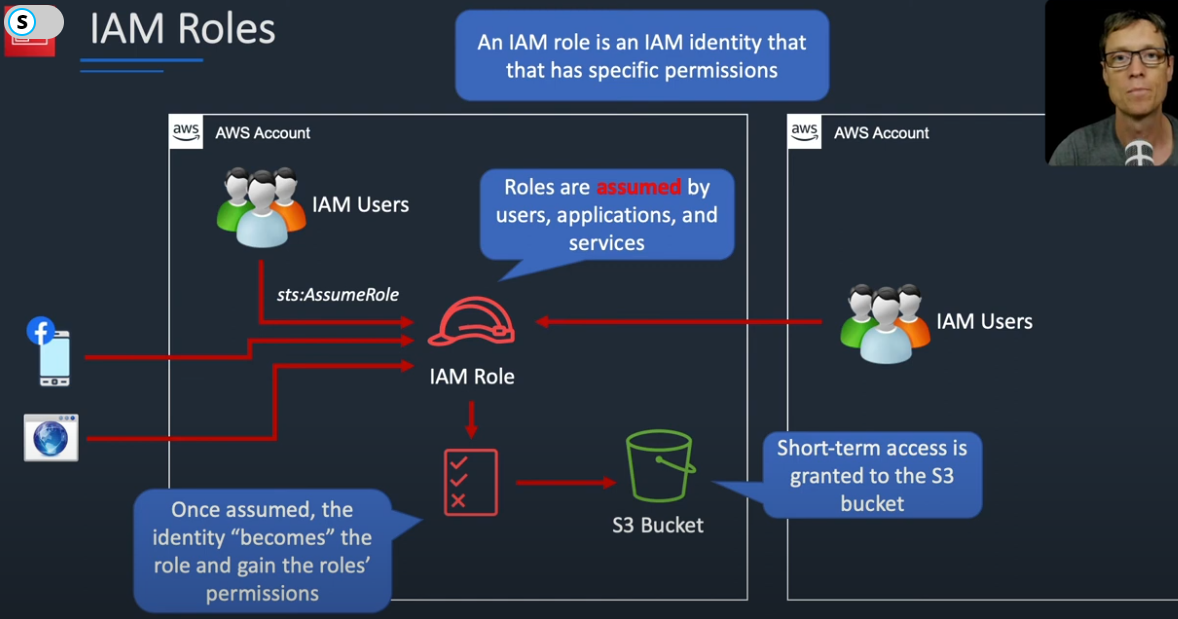 S
IAM Roles
An IAM role is an IAM identity that
that has specific permissions
aws
AWS Account
aws
AWS Account
IAM Users
Roles are assumed by
users, applications, and
services
sts:AssumeRole
f
IAM Users
IAM Role
Short-term access is
granted to the S3
bucket
Once assumed, the
identity “becomes” the
role and gain the roles’
permissions
S3 Bucket